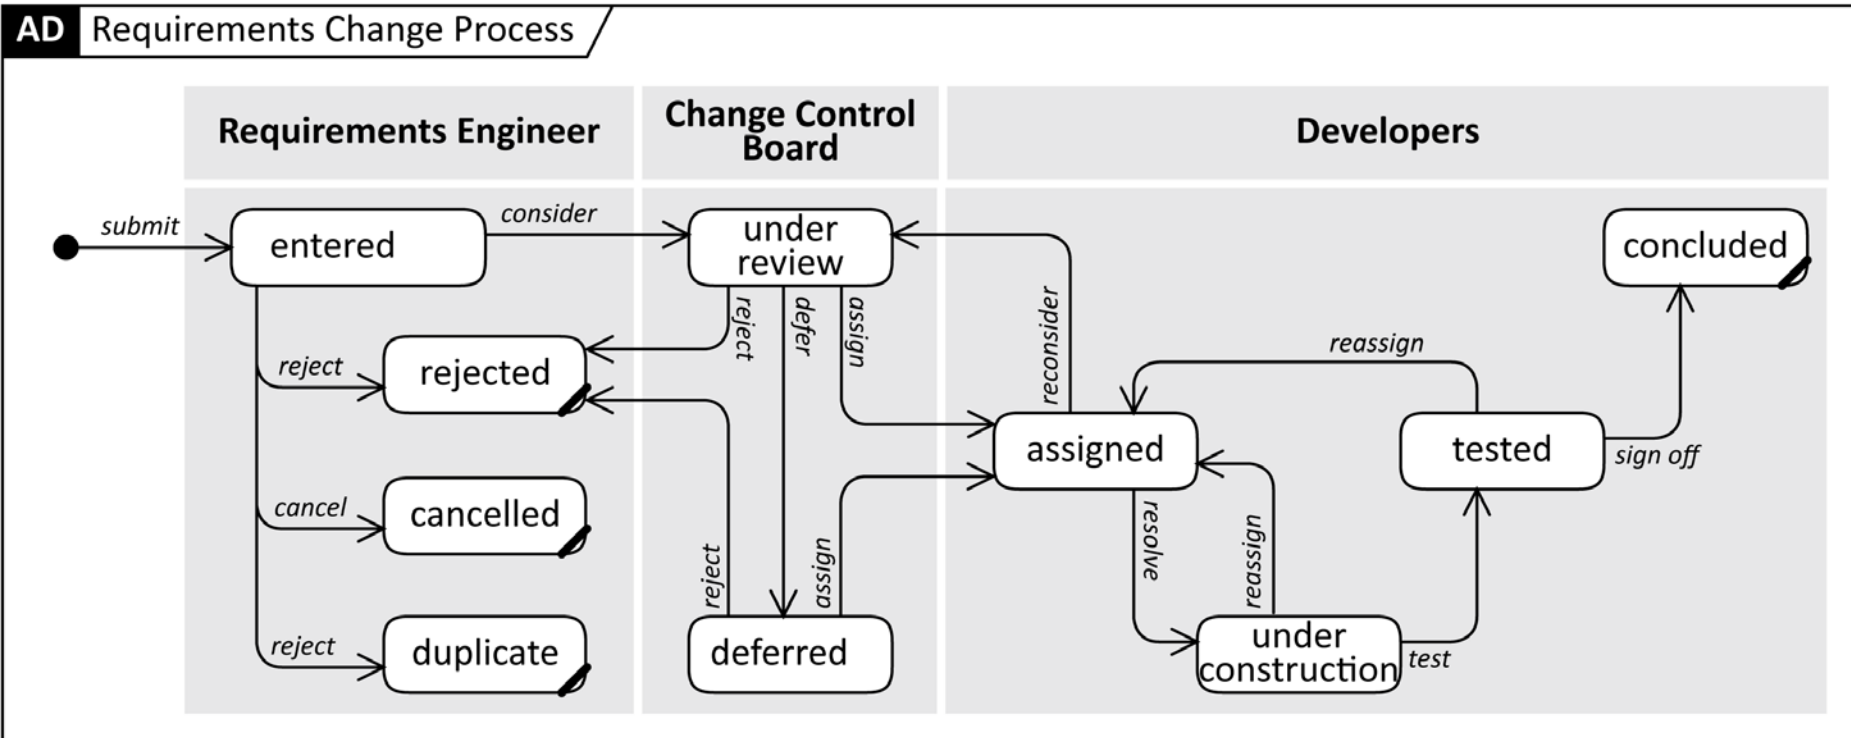 AD Requirements Change Process
Requirements Engineer
Change Control
Board
Developers
submit
entered
consider
under
review
concluded
reject
defer
assign
reconsider
reject
rejected
reassign
assigned
tested
sign off
cancel
cancelled
reject
assign
resolve
reassign
reject
duplicate
deferred
under
construction
test